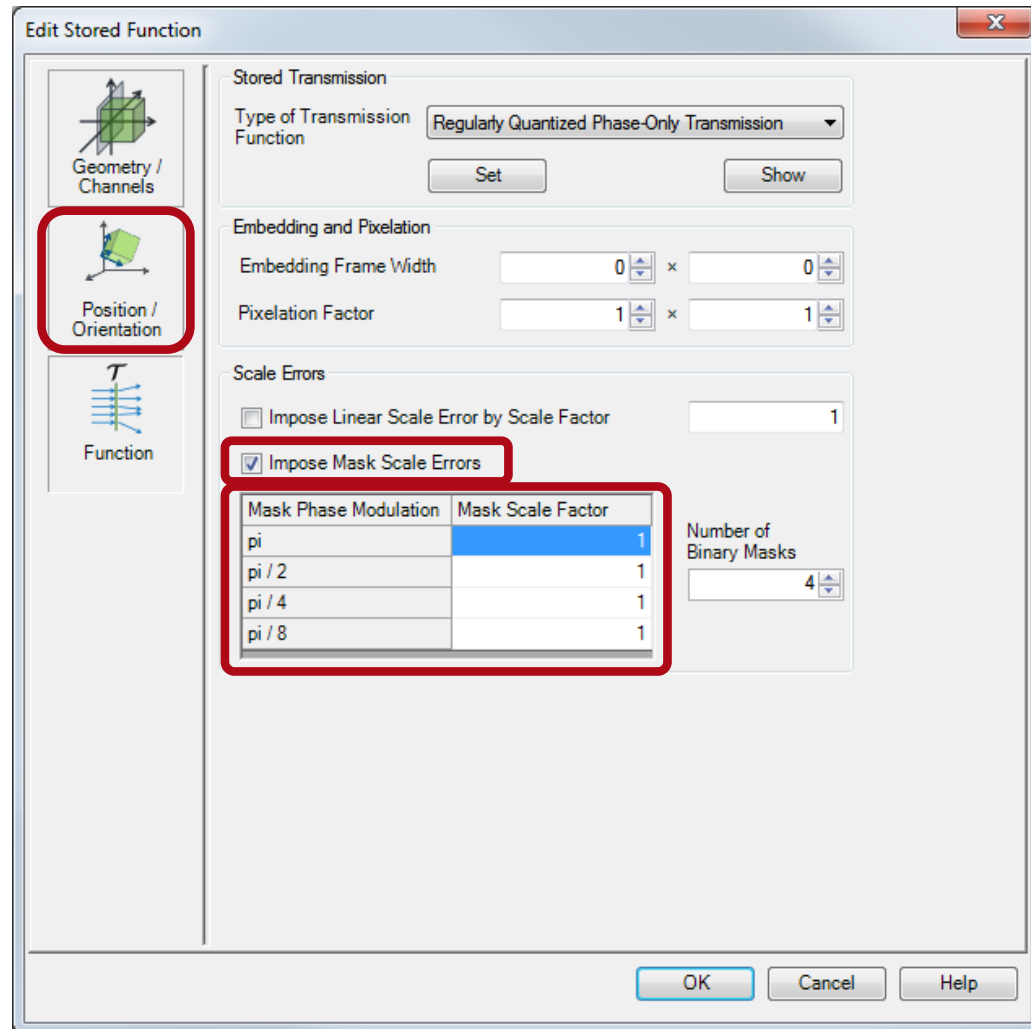 Edit Stored Function
x
Geometry /
Channels
Position /
Orientation
T
Function
Stored Transmission
Type of Transmission
Function
Regularly Quantized Phase-Only Transmission
Set
Show
Embedding and Pixelation
Embedding Frame Width
0 × 0
Pixelation Factor
1 × 1
Scale Errors
Impose Linear Scale Error by Scale Factor
1
Impose Mask Scale Errors
Mask Phase Modulation Mask Scale Factor
pi 1
pi / 2 1
pi / 4 1
pi / 8 1
Number of
Binary Masks
4
OK
Cancel
Help